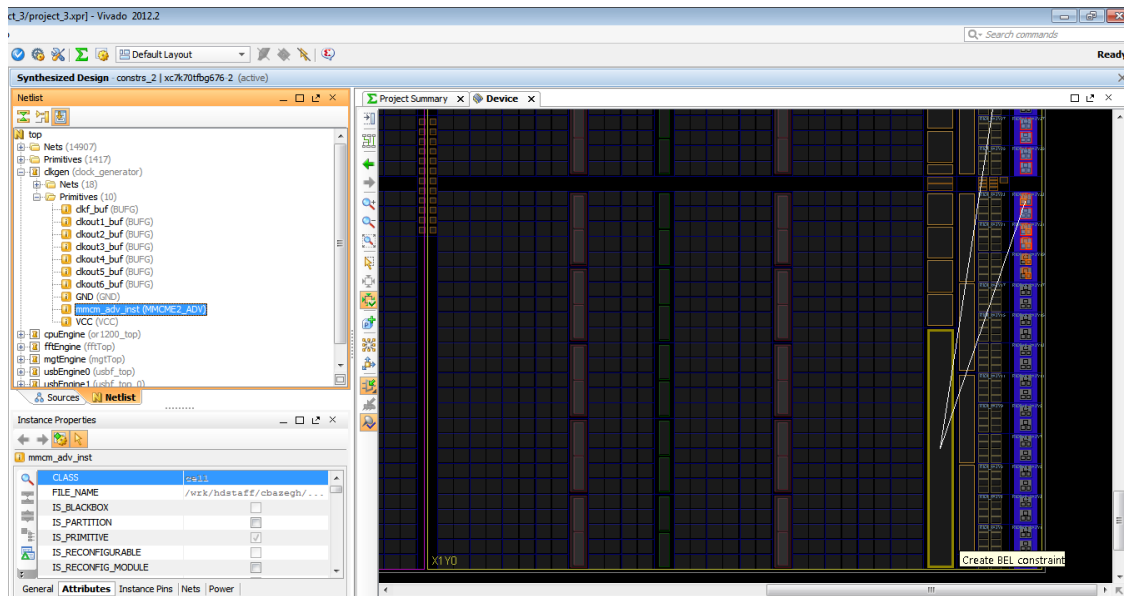 ct_3/project_3.xpr] - Vivado 2012.2
Search commands
Default Layout
Ready
Synthesized Design - constrs_2 | xc7k70tfbg676-2 (active)
Netlist
top
Nets (14907)
Primitives (1417)
clkgen (clock_generator)
Nets (18)
Primitives (10)
clkf_buf (BUFG)
clkout1_buf (BUFG)
clkout2_buf (BUFG)
clkout3_buf (BUFG)
clkout4_buf (BUFG)
clkout5_buf (BUFG)
clkout6_buf (BUFG)
GND (GND)
mmcm_adv_inst (MMCME2_ADV)
VCC (VCC)
cpuEngine (or1200_top)
fftEngine (fftTop)
mgtEngine (mgtTop)
usbEngine0 (usbf_top)
usbEngine1 (usbf_top_0)
Sources
Netlist
Instance Properties
mmcm_adv_inst
CLASS cell
FILE_NAME /wrk/hdstaff/cbazegh/...
IS_BLACKBOX
IS_PARTITION
IS_PRIMITIVE
IS_RECONFIGURABLE
IS_RECONFIG_MODULE
General Attributes Instance Pins Nets Power
Project Summary
Device
X1Y0
Create BEL constraint